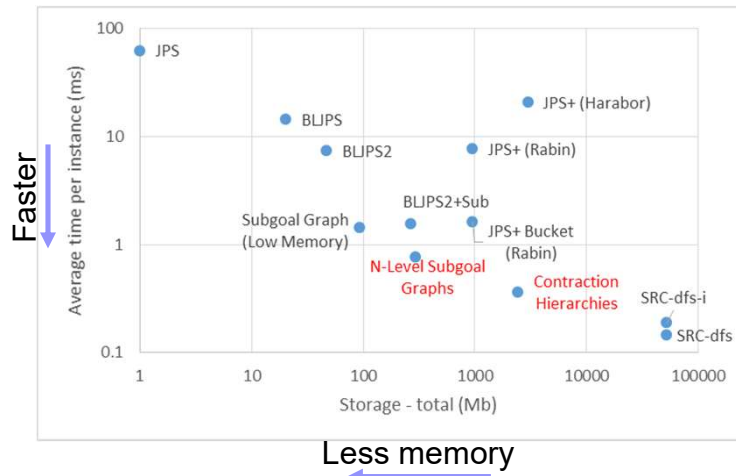 100
JPS
JPS+ (Harabor)
BLJPS
10
BLJPS2
JPS+ (Rabin)
Faster
Average time per instance (ms)
BLJPS2+Sub
Subgoal Graph
(Low Memory)
JPS+ Bucket
(Rabin)
1
N-Level Subgoal
Graphs
Contraction
Hierarchies
SRC-dfs-i
SRC-dfs
0.1
1
10
100
1000
10000
100000
Storage - total (Mb)
Less memory